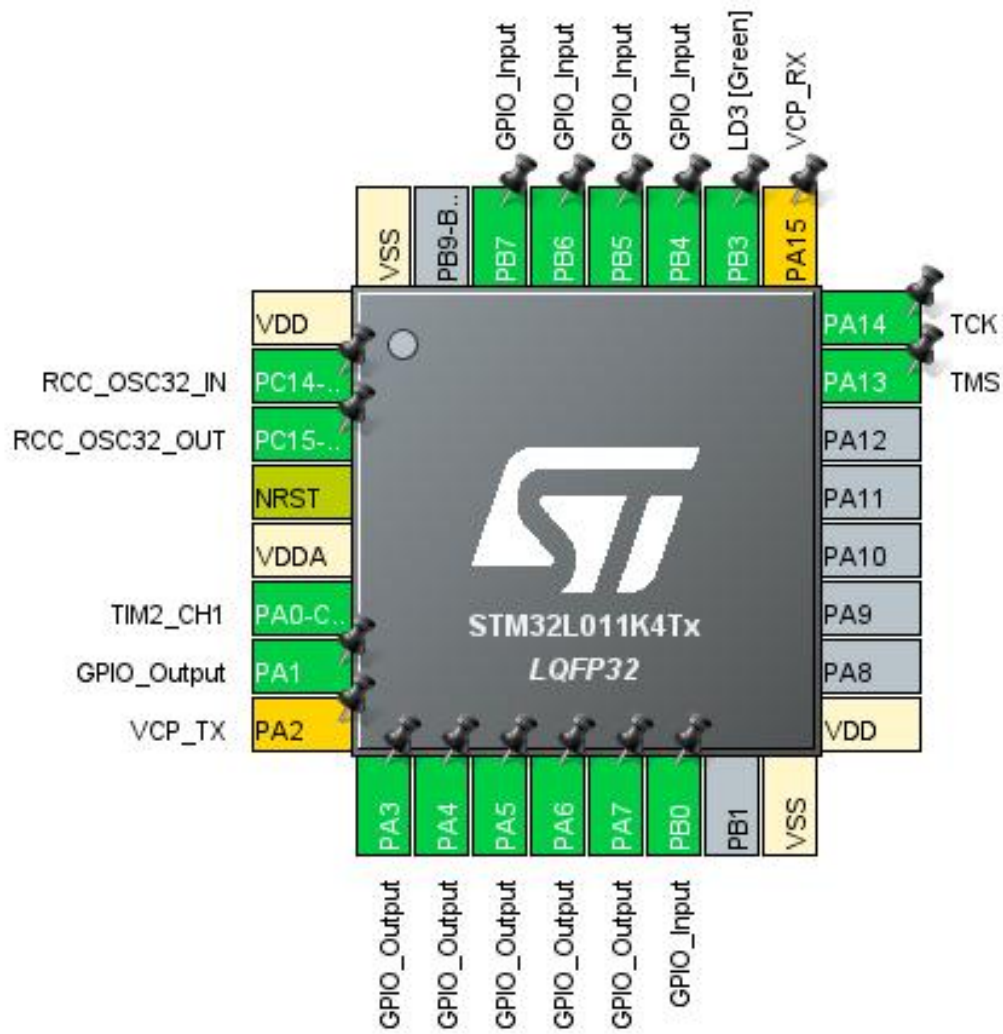 GPIO_Input
GPIO_Input
GPIO_Input
GPIO_Input
LD3 [Green]
VCP_RX
VSS
PB9-B..
PB7
PB6
PB5
PB4
PB3
PA15
VDD
RCC_OSC32_IN
PC14-..
RCC_OSC32_OUT
PC15-..
NRST
VDDA
TIM2_CH1
PA0-C..
GPIO_Output
PA1
VCP_TX
PA2
ST
STM32L011K4Tx
LQFP32
PA14
TCK
PA13
TMS
PA12
PA11
PA10
PA9
PA8
VDD
PA3
PA4
PA5
PA6
PA7
PB0
PB1
VSS
GPIO_Output
GPIO_Output
GPIO_Output
GPIO_Output
GPIO_Output
GPIO_Input